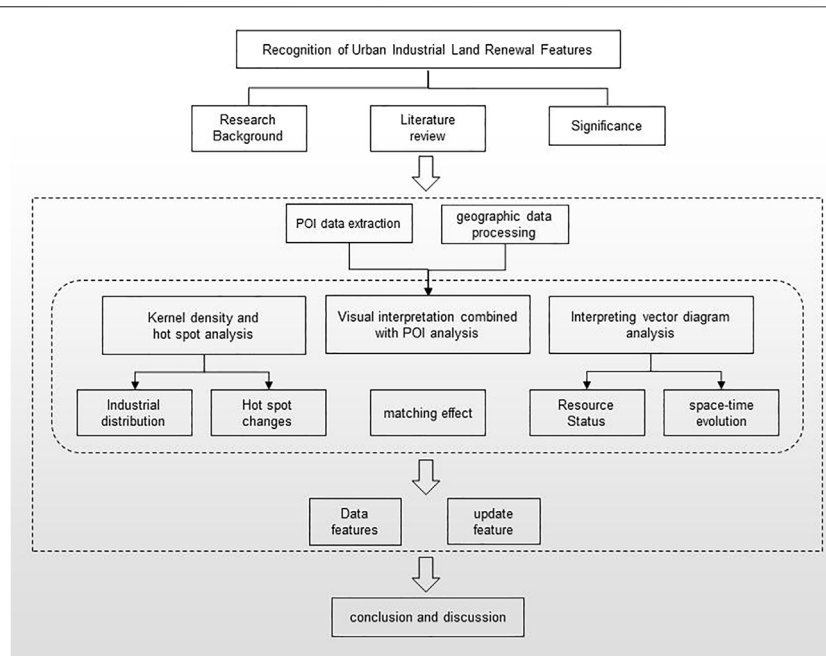 Recognition of Urban Industrial Land Renewal Features
Research
Background
Literature
review
Significance
POI data extraction
geographic data
processing
Kernel density and
hot spot analysis
Visual interpretation combined
with POI analysis
Interpreting vector diagram
analysis
Industrial
distribution
Hot spot
changes
matching effect
Resource
Status
space-time
evolution
Data
features
update
feature
conclusion and discussion